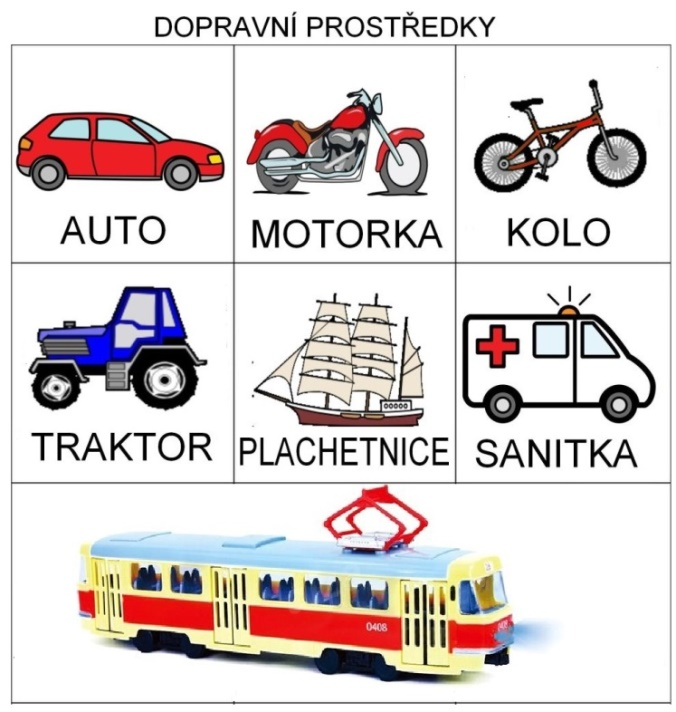 DOPRAVNÍ PROSTŘEDKY
AUTO
MOTORKA
KOLO
TRAKTOR
PLACHETNICE
SANITKA
0408